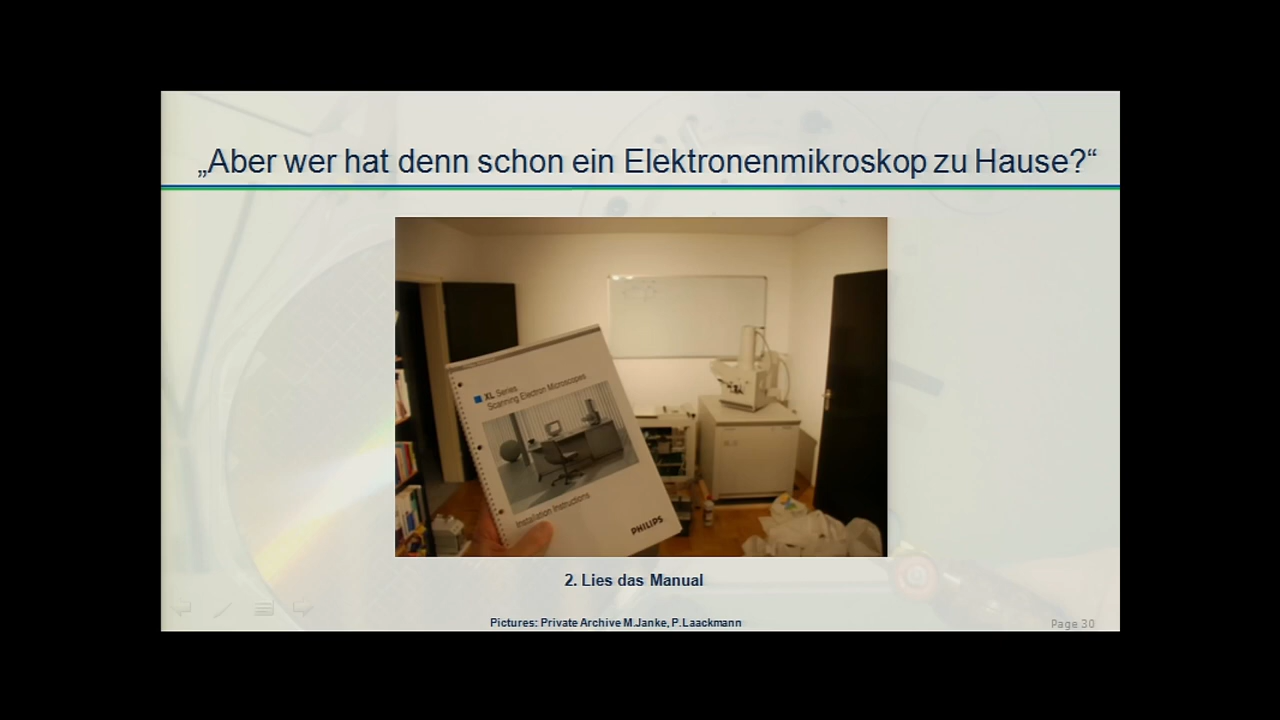 „Aber wer hat denn schon ein Elektronenmikroskop zu Hause?“
XL Series
Scanning Electron Microscopes
Installation Instructions
PHILIPS
2. Lies das Manual
Pictures: Private Archive M.Janke, P.Laackmann
Page 30